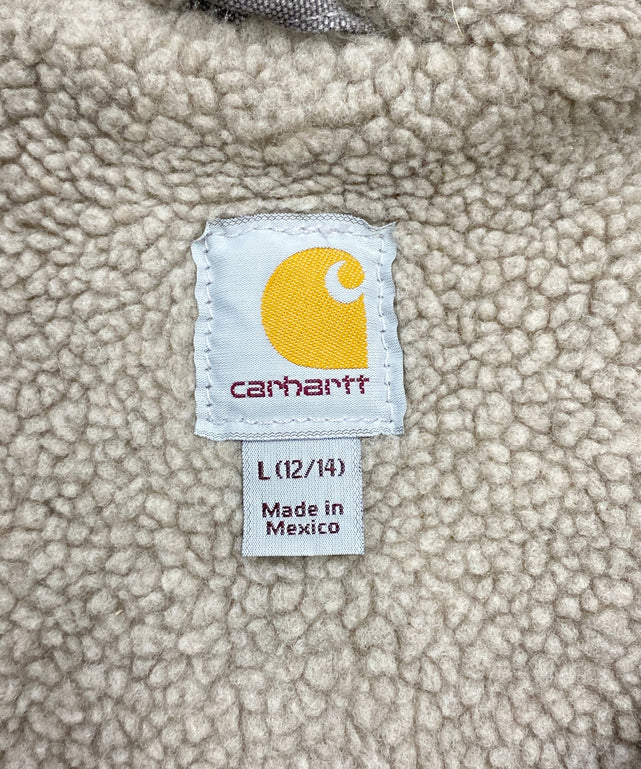 carhartt
L (12/14)
Made in
Mexico